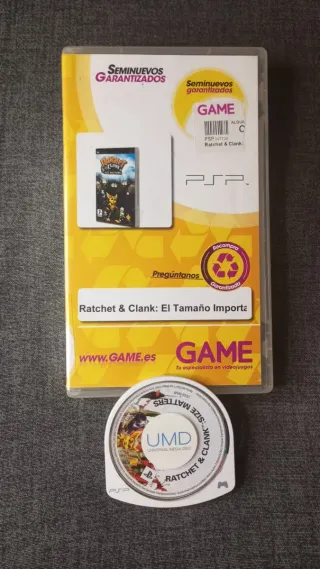 SEMINUEVOS
GARANTIZADOS
Seminuevos
garantizados
GAME
Ratchet & Clank:
PSP
Pregúntanos
Recompra
Garantizada
Ratchet & Clank: El Tamaño Importa
www.GAME.es
GAME
Tu especialista en videojuegos
UMD
UNIVERSAL MEDIA DISC
RATCHET & CLANK™ SIZE MATTERS
PSP